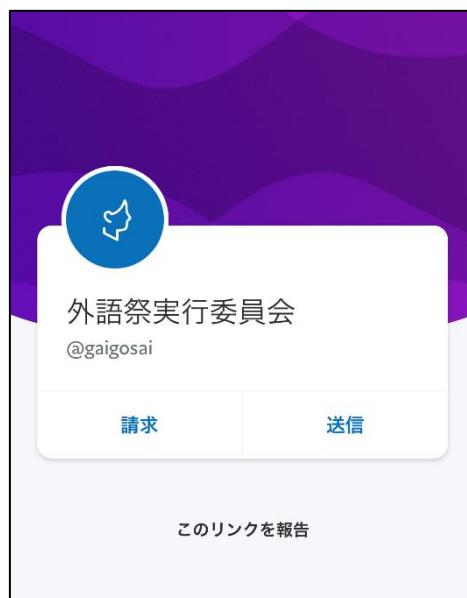 外語祭実行委員会
@gaigosai
請求
送信
このリンクを報告